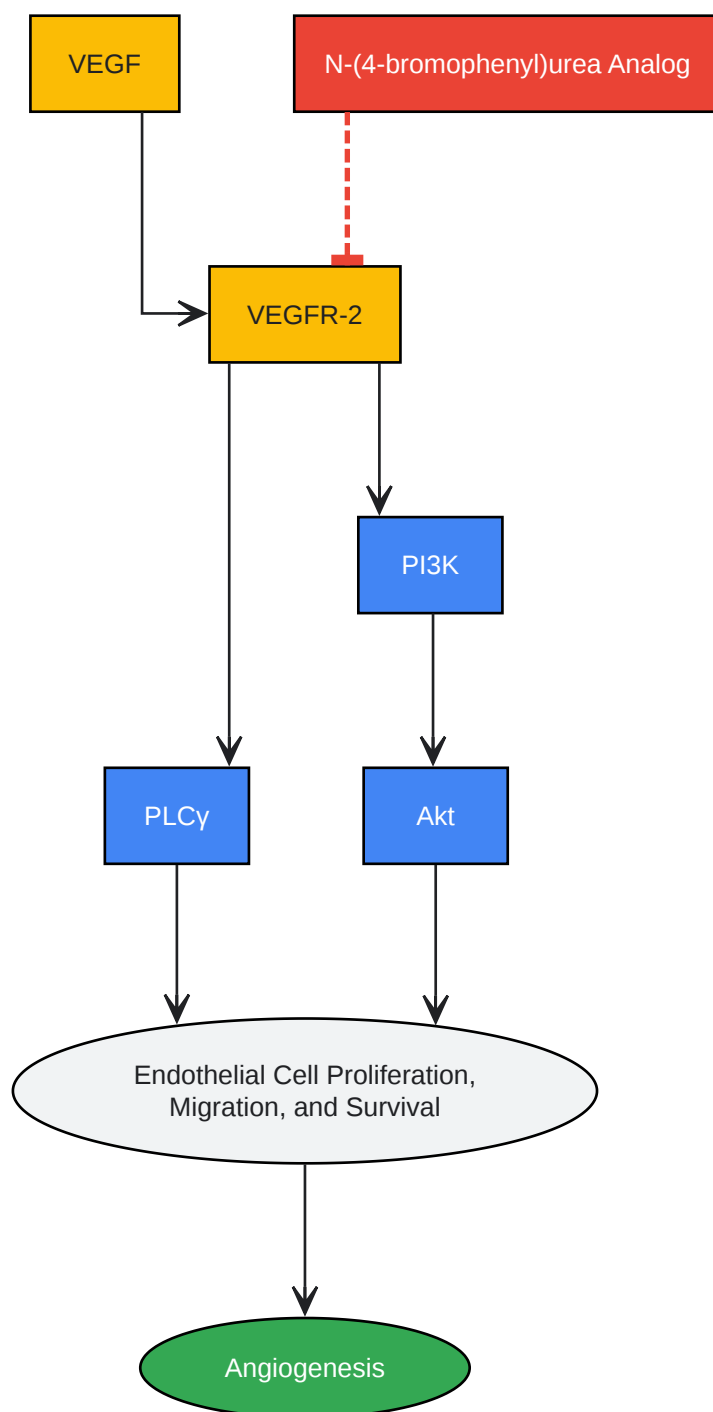 VEGF
N-(4-bromophenyl)urea Analog
VEGFR-2
PI3K
PLCγ
Akt
Endothelial Cell Proliferation,
Migration, and Survival
Angiogenesis